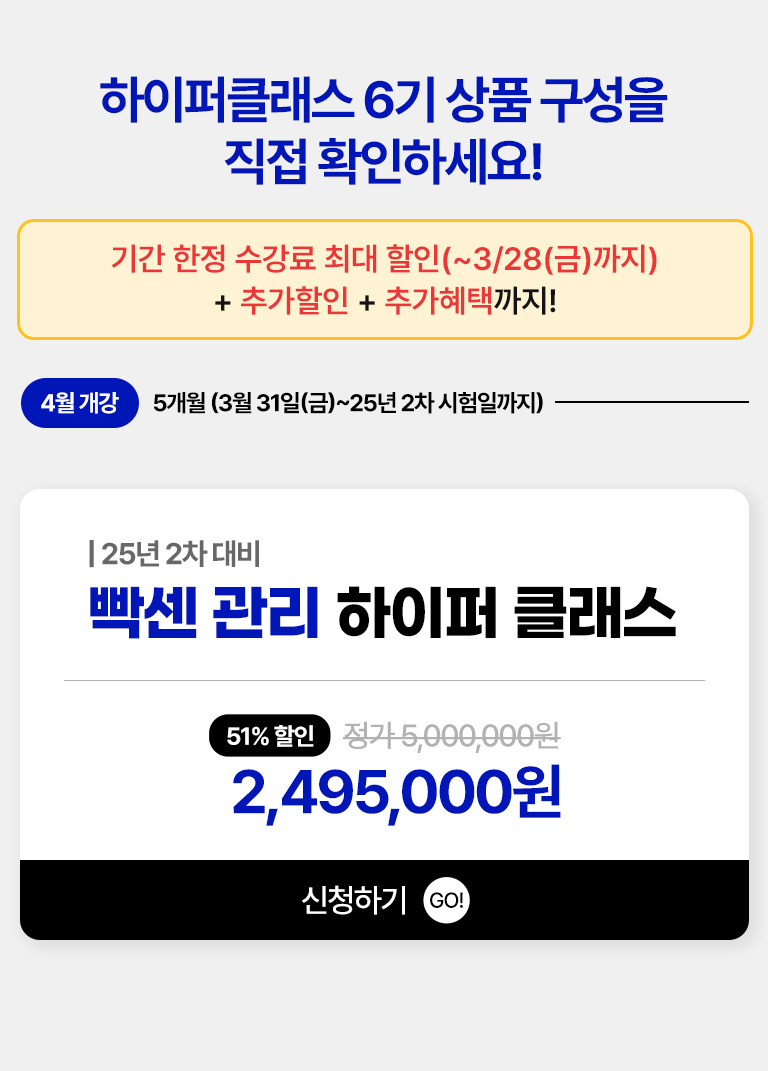 하이퍼클래스 6기 상품 구성을
직접 확인하세요!
기간 한정 수강료 최대 할인(~3/28(금)까지)
+ 추가할인 + 추가혜택까지!
4월 개강 5개월 (3월 31일(금)~25년 2차 시험일까지)
| 25년 2차 대비
빡센 관리 하이퍼 클래스
51% 할인 정가 5,000,000원
2,495,000원
신청하기 GO!